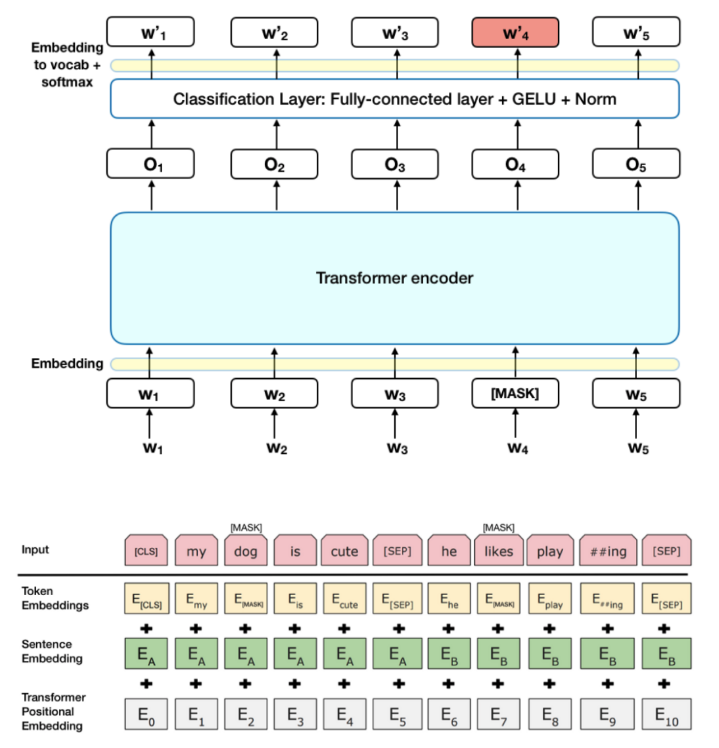 w'1 w'2 w'3 w'4 w'5
Embedding
to vocab +
softmax
Classification Layer: Fully-connected layer + GELU + Norm
O1 O2 O3 O4 O5
Transformer encoder
Embedding
W1 W2 W3 [MASK] W5
W1 W2 W3 W4 W5
[MASK] [MASK]
Input [CLS] my dog is cute [SEP] he likes play ##ing [SEP]
Token
Embeddings
E[CLS] Emy E[MASK] Eis Ecute E[SEP] Ehe E[MASK] Eplay E##ing E[SEP]
+ + + + + + + + + + +
Sentence
Embedding
EA EA EA EA EA EA EB EB EB EB EB
+ + + + + + + + + + +
Transformer
Positional
Embedding
E0 E1 E2 E3 E4 E5 E6 E7 E8 E9 E10